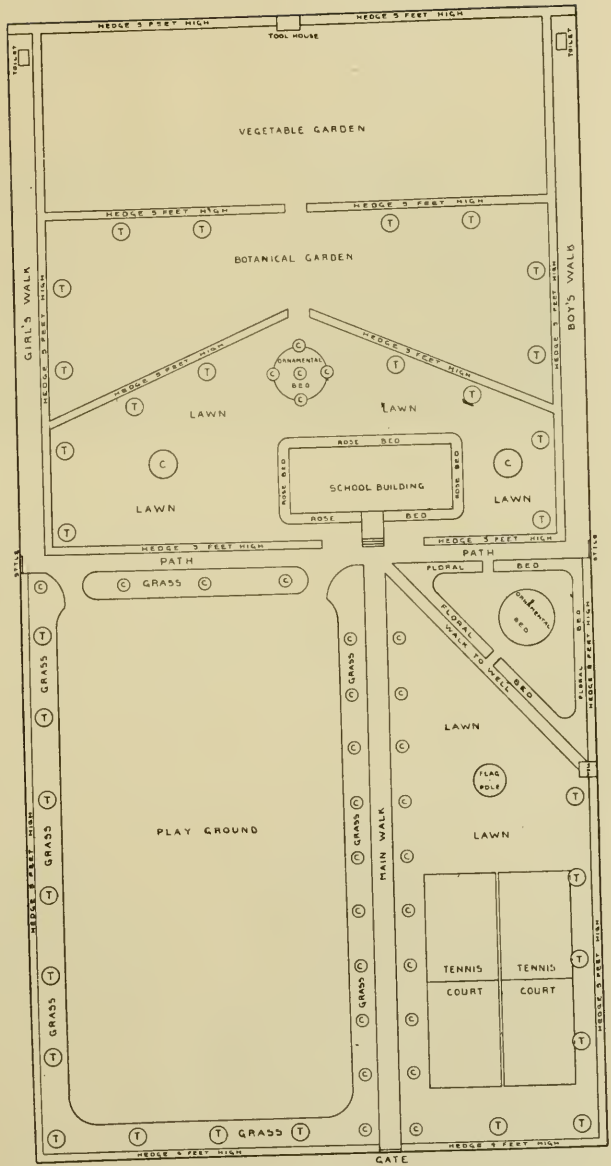 HEDGE 5 FEET HIGH
HEDGE 5 FEET HIGH
TOOL HOUSE
TOILET
TOILET
VEGETABLE GARDEN
HEDGE 5 FEET HIGH
HEDGE 5 FEET HIGH
T
T
T
T
BOTANICAL GARDEN
T
T
GIRL'S WALK
HEDGE 5 FEET HIGH
HEDGE 5 FEET HIGH
BOY'S WALK
T
T
HEDGE 5 FEET HIGH
HEDGE 5 FEET HIGH
C
ORNAMENTAL
C
C
C
BED
C
T
T
T
T
LAWN
LAWN
T
T
ROSE BED
ROSE BED
ROSE BED
C
C
SCHOOL BUILDING
LAWN
LAWN
ROSE BED
T
T
HEDGE 5 FEET HIGH
HEDGE 5 FEET HIGH
PATH
PATH
STILE
STILE
FLORAL BED
C
C
GRASS
C
C
ORNAMENTAL
BED
FLORAL
BED
WALK TO WELL
FLORAL BED
HEDGE 5 FEET HIGH
T
GRASS
T
C
GRASS
C
C
C
C
C
LAWN
FLAG
POLE
T
T
GRASS
T
HEDGE 5 FEET HIGH
PLAY GROUND
C
GRASS
C
MAIN WALK
C
C
LAWN
T
C
C
T
GRASS
T
C
GRASS
C
C
C
TENNIS
TENNIS
COURT
COURT
T
T
HEDGE 5 FEET HIGH
C
C
T
T
T
GRASS
T
C
C
T
T
HEDGE 5 FEET HIGH
HEDGE 5 FEET HIGH
GATE